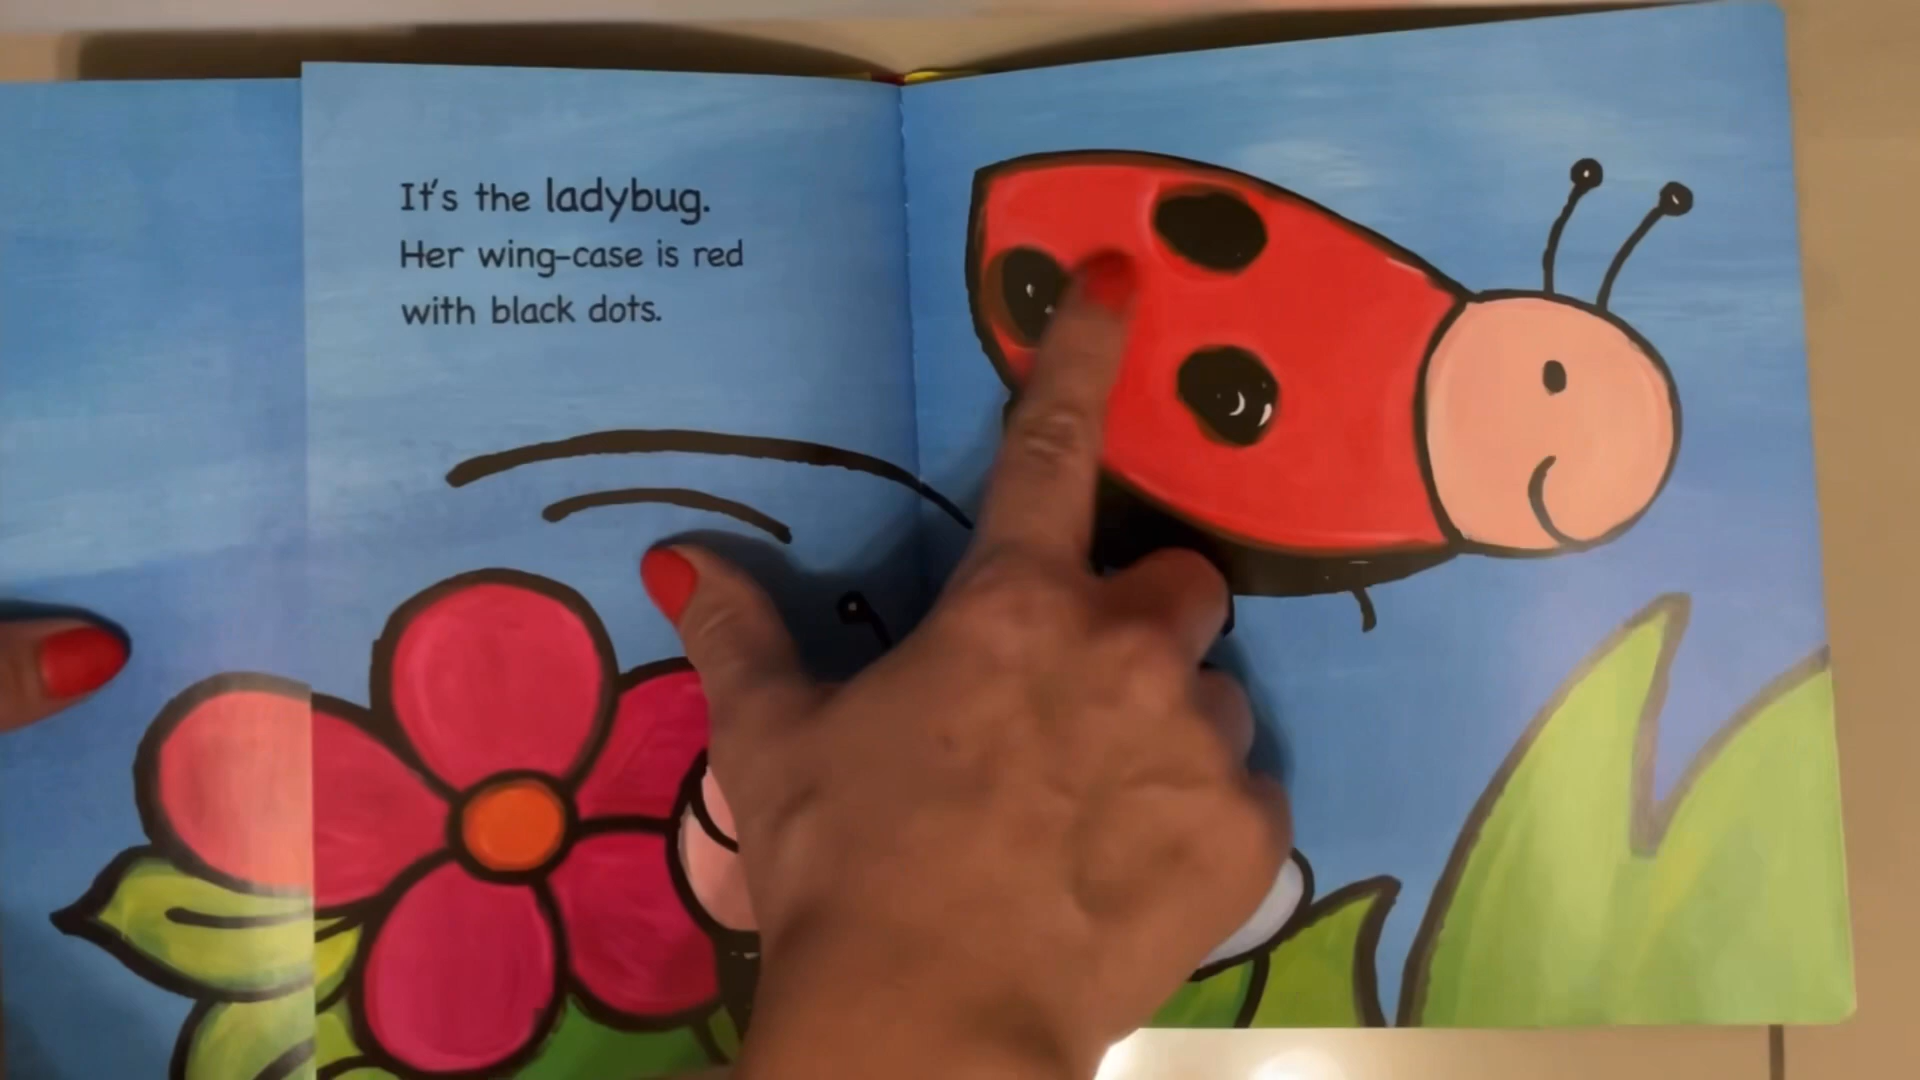 It's the ladybug.
Her wing-case is red
with black dots.